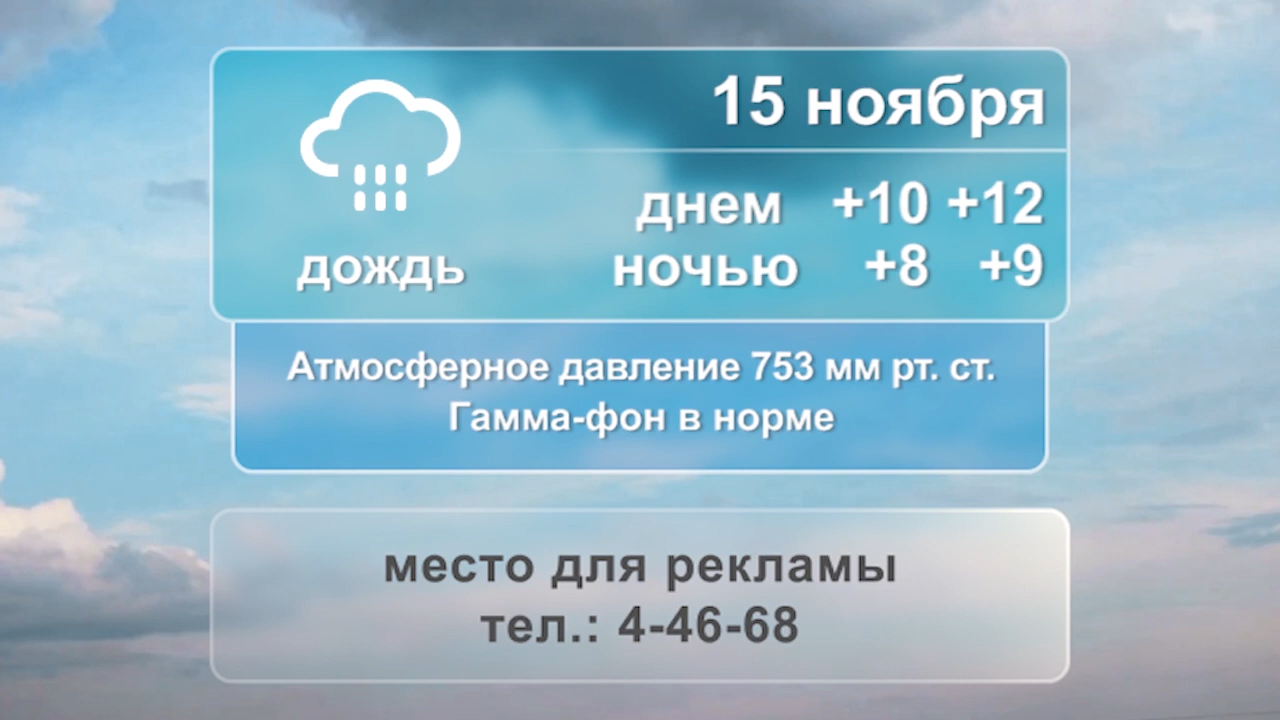 15 ноября
днем +10 +12
ночью +8 +9
дождь
Атмосферное давление 753 мм рт. ст.
Гамма-фон в норме
место для рекламы
тел.: 4-46-68